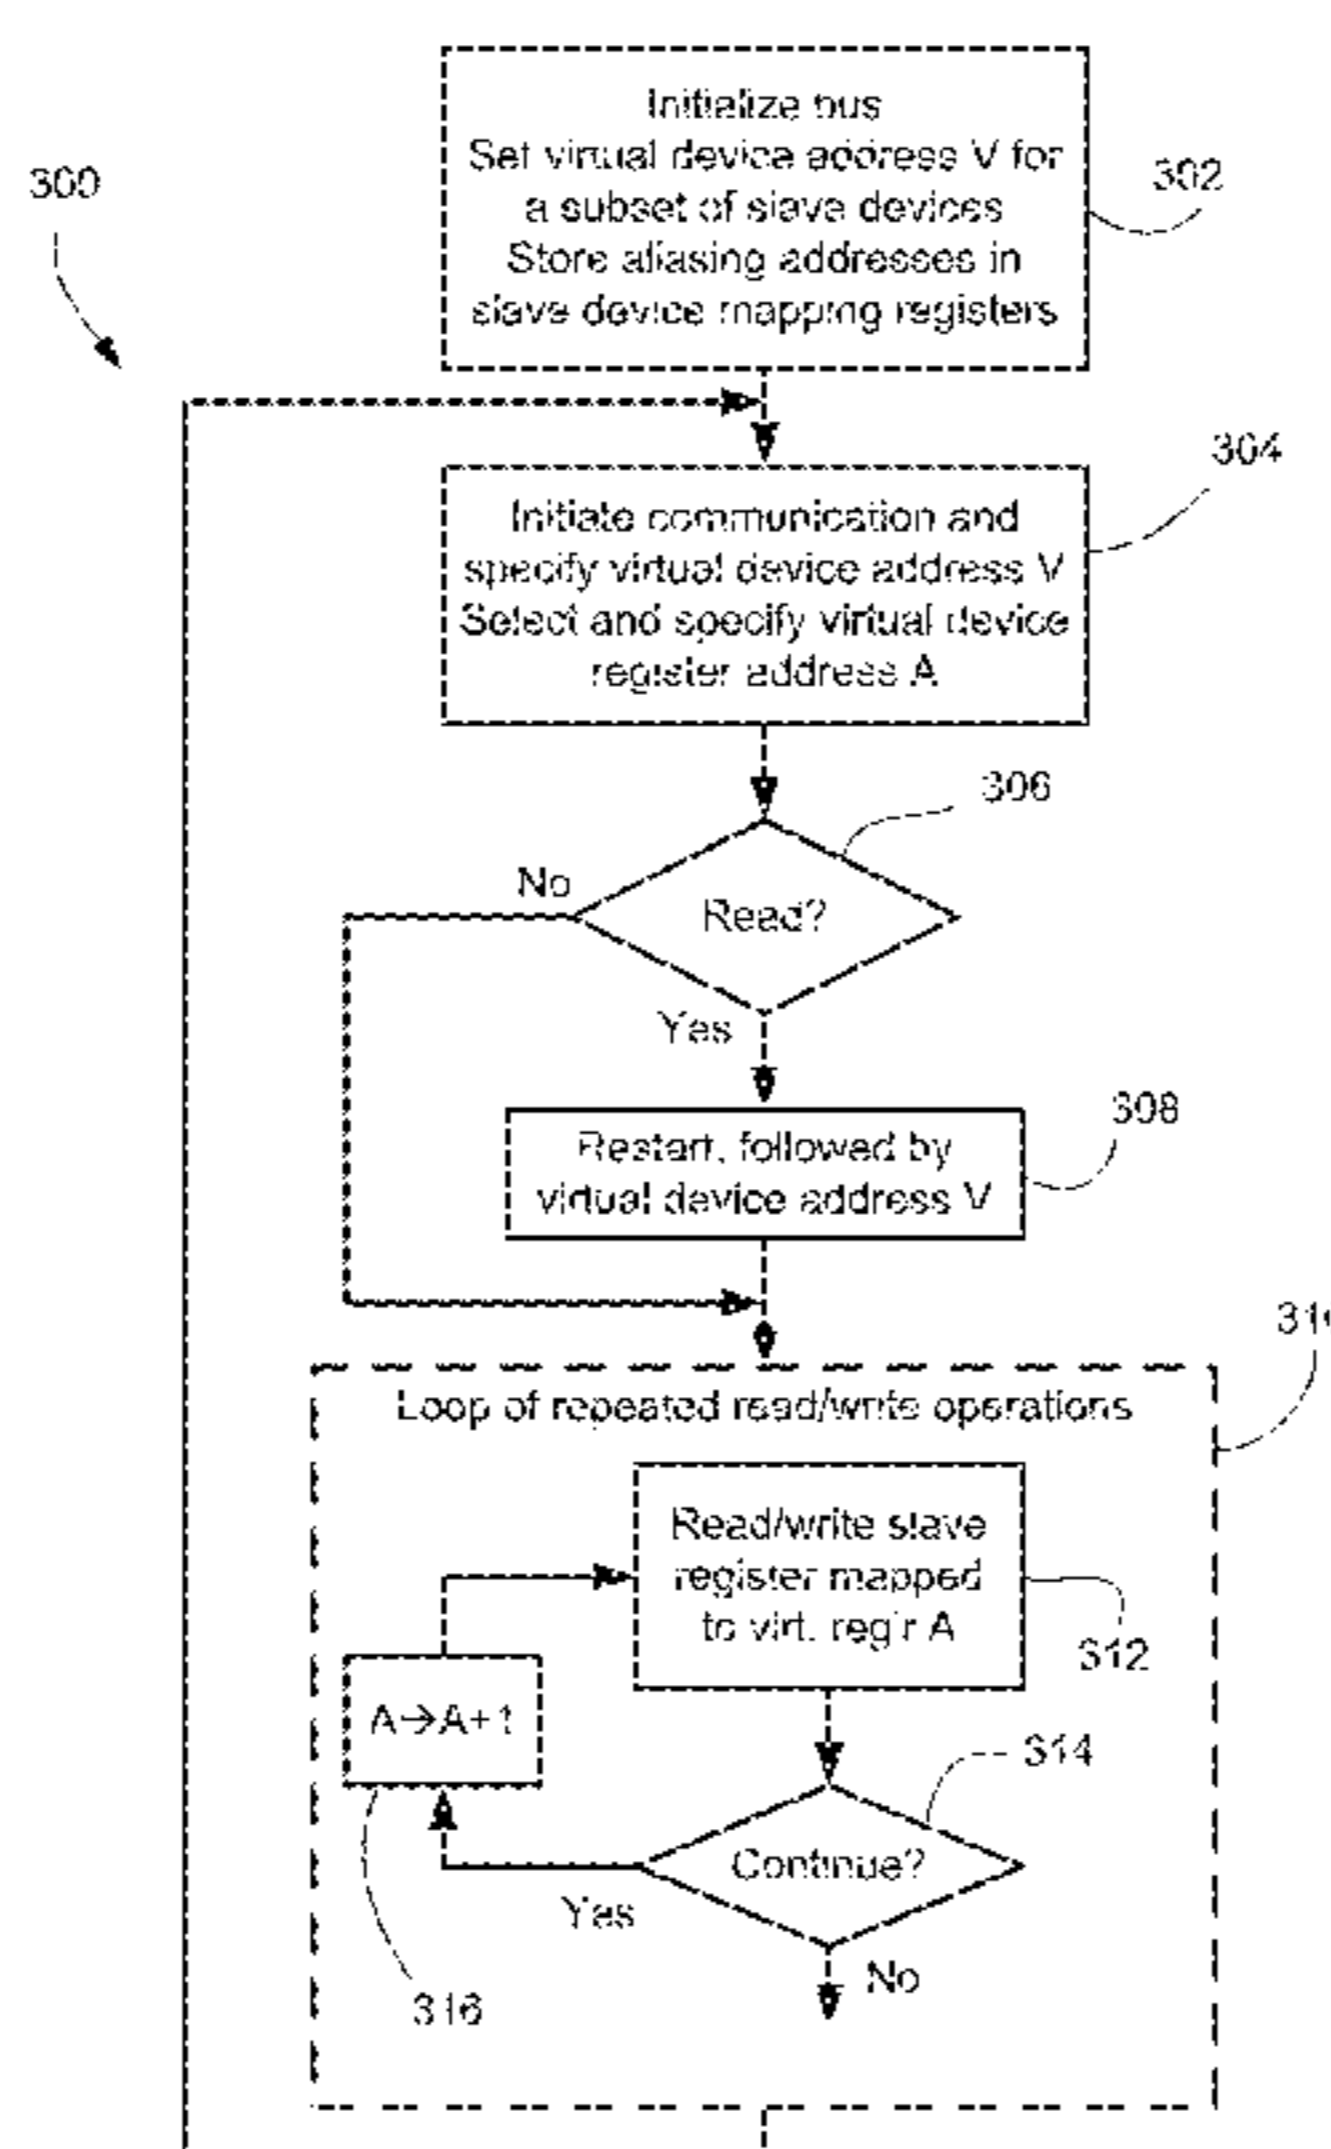 Initialize bus
Set virtual device address V for
a subset of slave devices
Store aliasing addresses in
slave device mapping registers
300
302
304
Initiate communication and
specify virtual device address V
Select and specify virtual device
register address A
306
No
Read?
Yes
308
Restart, followed by
virtual device address V
Loop of repeated read/write operations
Read/write slave
register mapped
to virt. reg'r A
312
A→A+1
314
Continue?
Yes
No
316